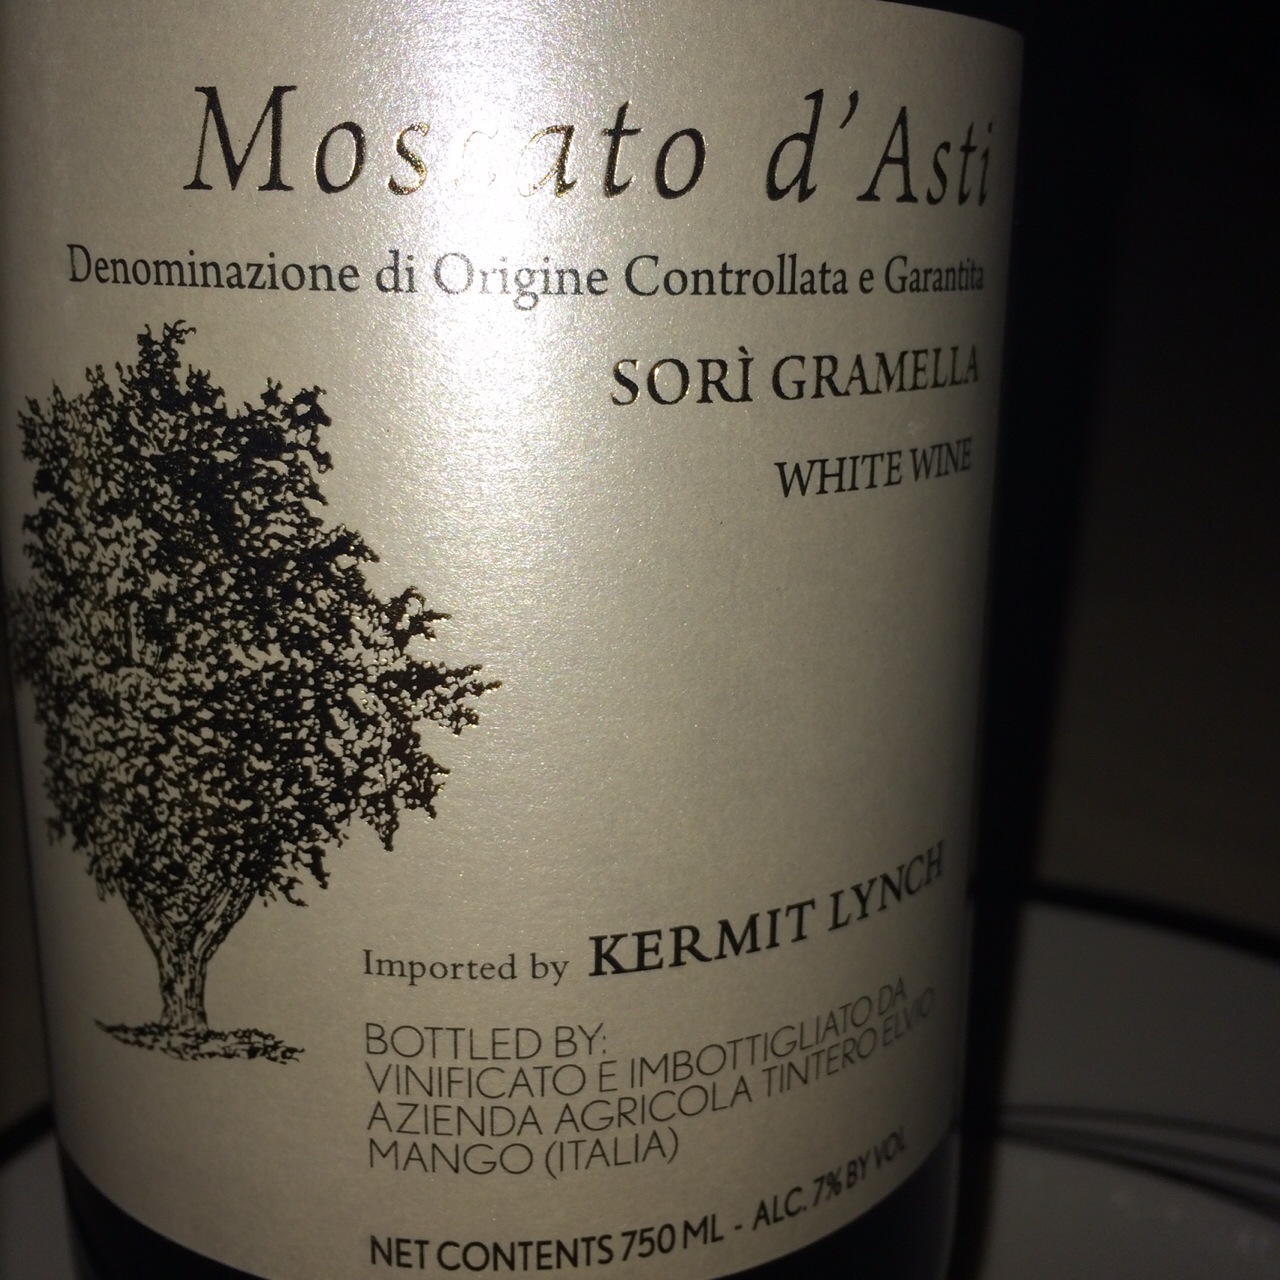 Moscato d'Asti
Denominazione di Origine Controllata e Garantita
SORÌ GRAMELLA
WHITE WINE
Imported by KERMIT LYNCH
BOTTLED BY:
VINIFICATO E IMBOTTIGLIATO DA
AZIENDA AGRICOLA TINTERO ELVIO
MANGO (ITALIA)
NET CONTENTS 750 ML - ALC. 7% BY VOL